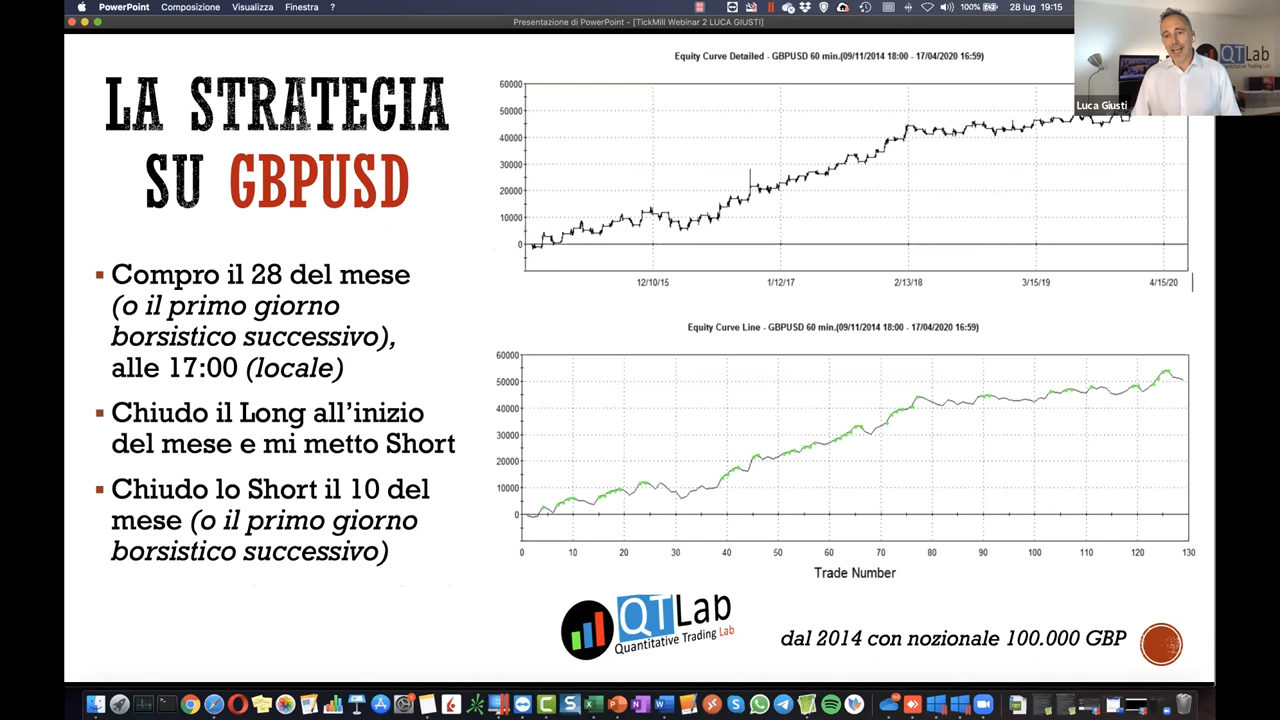 PowerPoint Composizione Visualizza Finestra 100% 28 lug 19:15
Presentazione di PowerPoint - [TickMill Webinar 2 LUCA GIUSTI]
LA STRATEGIA
SU GBPUSD
Compro il 28 del mese
(o il primo giorno
borsistico successivo),
alle 17:00 (locale)
Chiudo il Long all'inizio
del mese e mi metto Short
Chiudo lo Short il 10 del
mese (o il primo giorno
borsistico successivo)
Equity Curve Detailed - GBPUSD 60 min.(09/11/2014 18:00 - 17/04/2020 16:59)
60000
50000
40000
30000
20000
10000
0
12/10/15 1/12/17 2/13/18 3/15/19 4/15/20
Equity Curve Line - GBPUSD 60 min.(09/11/2014 18:00 - 17/04/2020 16:59)
60000
50000
40000
30000
20000
10000
0
0 10 20 30 40 50 60 70 80 90 100 110 120 130
Trade Number
QTLab
Quantitative Trading Lab
dal 2014 con nozionale 100.000 GBP
QTLab
Quantitative Trading Lab
Luca Giusti